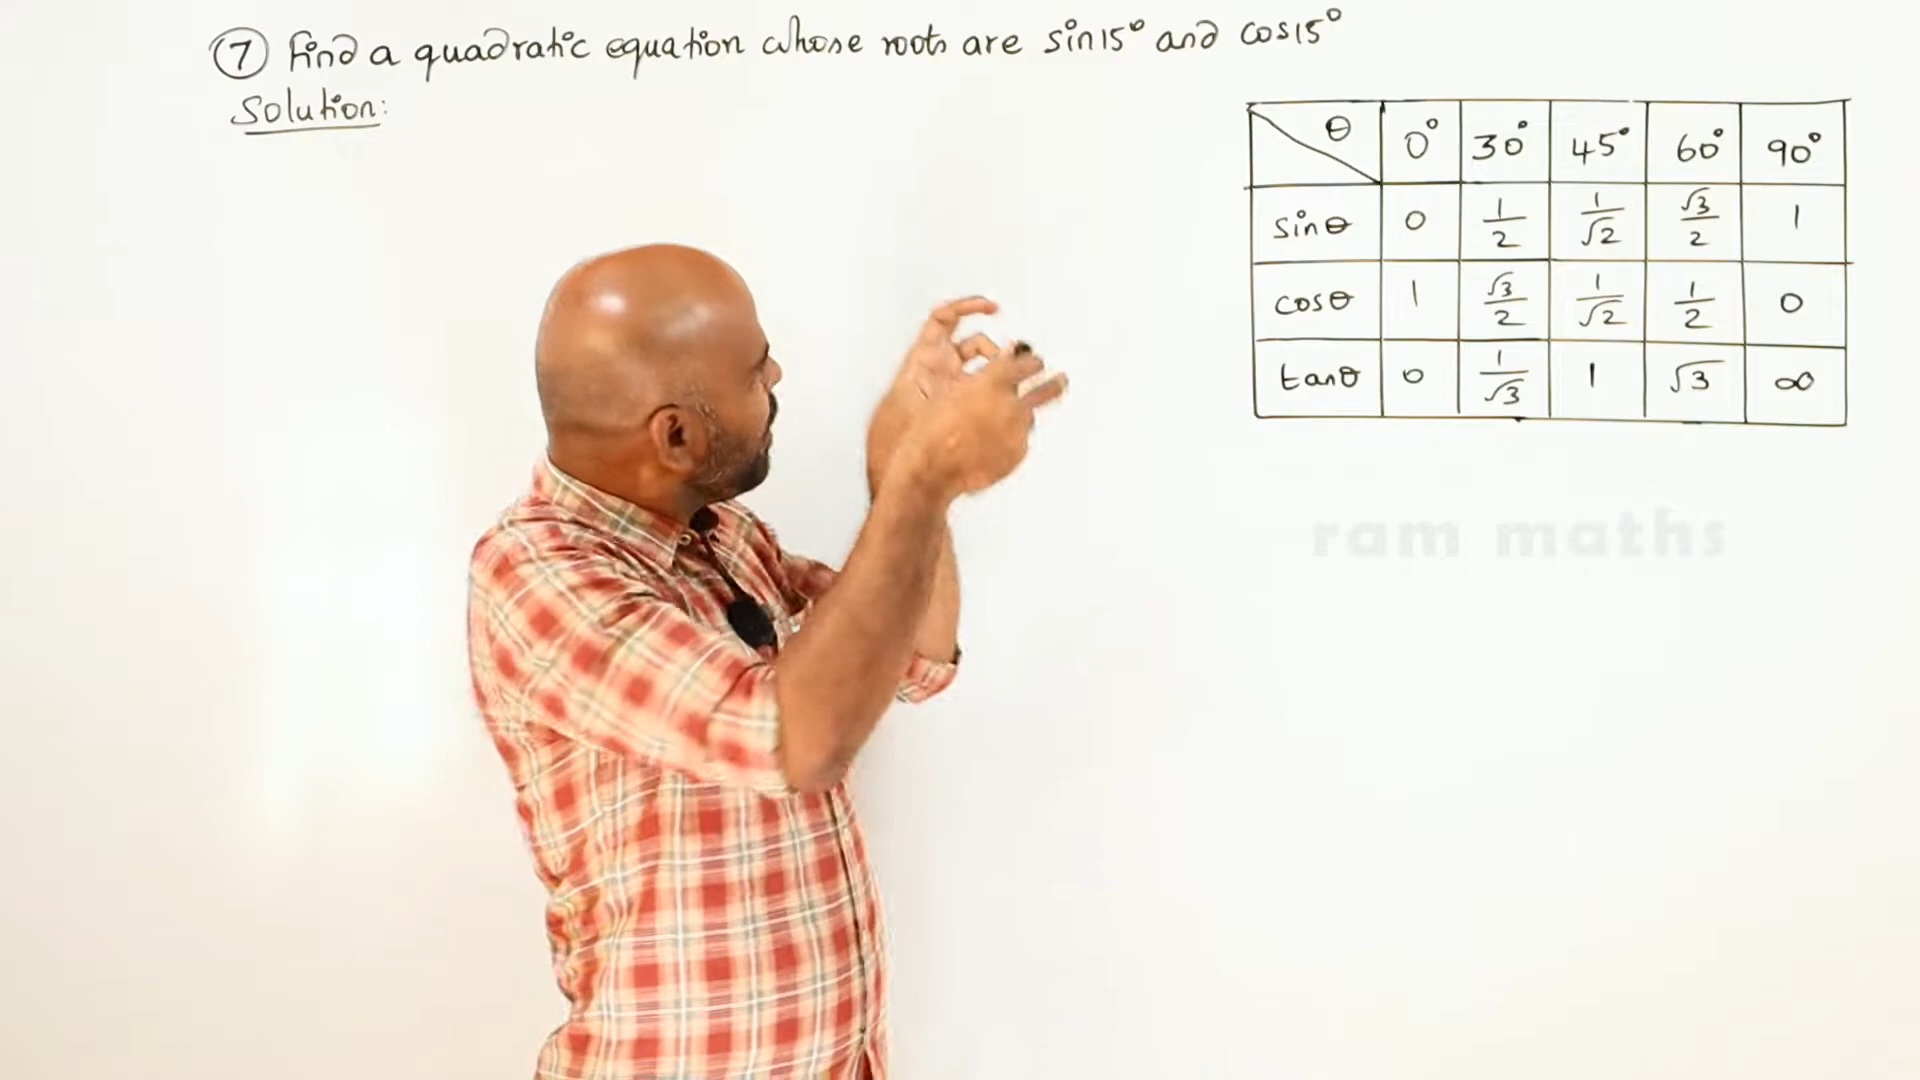 ⑦ Find a quadratic equation whose roots are sin15° and cos15°
Solution:
θ 0° 30° 45° 60° 90°
sinθ 0 1/2 1/√2 √3/2 1
cosθ 1 √3/2 1/√2 1/2 0
tanθ 0 1/√3 1 √3 ∞
ram maths